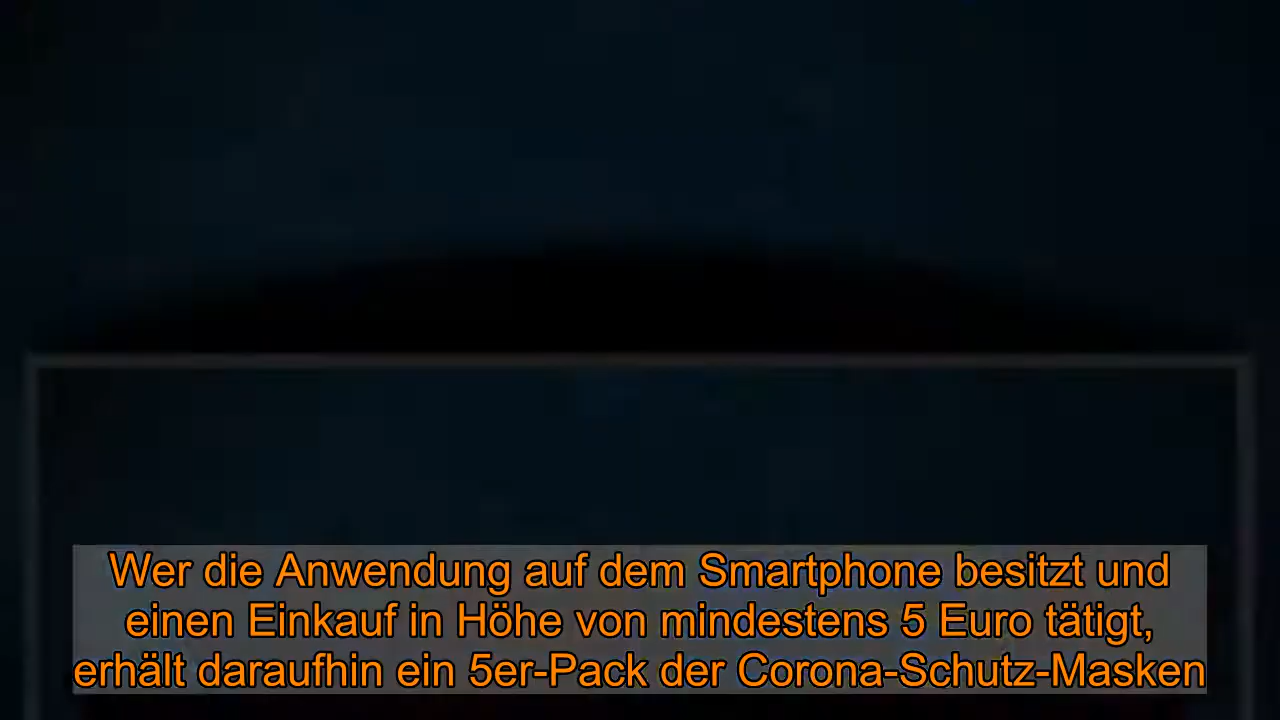 Wer die Anwendung auf dem Smartphone besitzt und
einen Einkauf in Höhe von mindestens 5 Euro tätigt,
erhält daraufhin ein 5er-Pack der Corona-Schutz-Masken